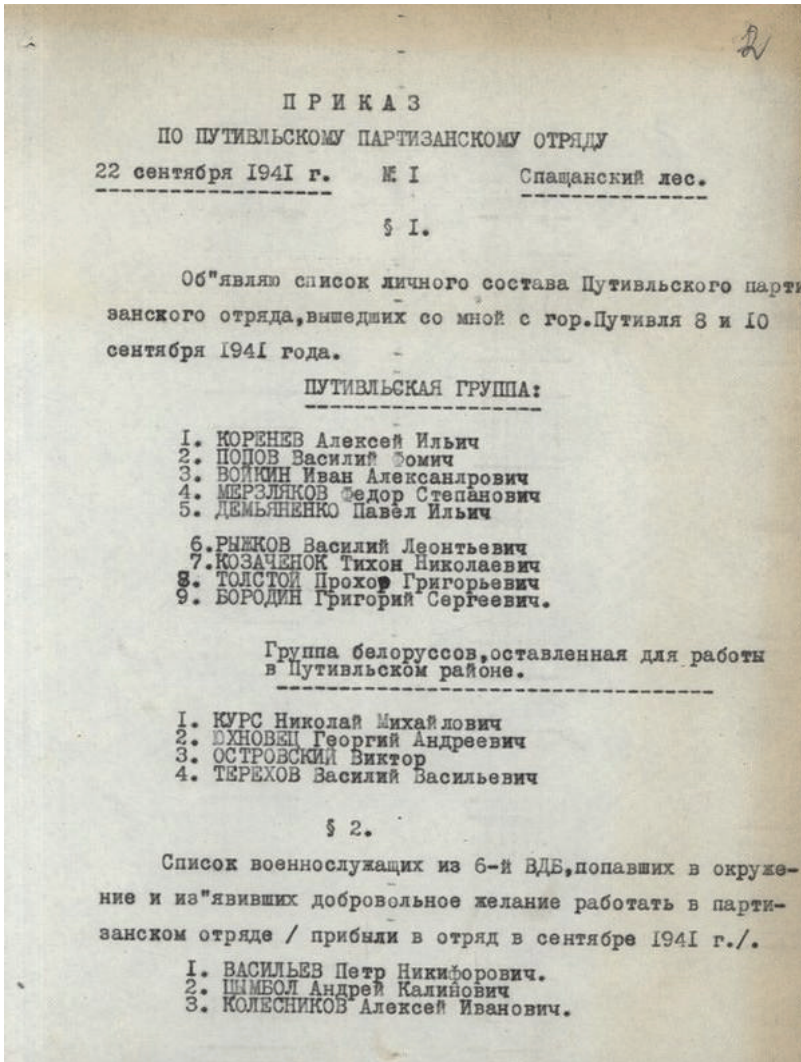 2
ПРИКАЗ
ПО ПУТИВЛЬСКОМУ ПАРТИЗАНСКОМУ ОТРЯДУ
22 сентября 1941 г. № I Спащанский лес.
§ I.
Об"являю список личного состава Путивльского парти
занского отряда,вышедших со мной с гор.Путивля 8 и 10
сентября 1941 года.
ПУТИВЛЬСКАЯ ГРУППА:
1. КОРЕНЕВ Алексей Ильич
2. ПОПОВ Василий Фомич
3. ВОЙКИН Иван Алексанлрович
4. МЕРЗЛЯКОВ Федор Степанович
5. ДЕМЬЯНЕНКО Павел Ильич
6.РЫЖКОВ Василий Леонтьевич
7.КОЗАЧЕНОК Тихон Николаевич
8. ТОЛСТОЙ Прохор Григорьевич
9. БОРОДИН Григорий Сергеевич.
Группа белоруссов,оставленная для работы
в Путивльском районе.
1. КУРС Николай Михайлович
2. ЮХНОВЕЦ Георгий Андреевич
3. ОСТРОВСКИЙ Виктор
4. ТЕРЕХОВ Василий Васильевич
§ 2.
Список военнослужащих из 6-й ВДБ,попавших в окруже-
ние и из"явивших добровольное желание работать в парти-
занском отряде / прибыли в отряд в сентябре 1941 г./.
1. ВАСИЛЬЕВ Петр Никифорович.
2. ЦЫМБОЛ Андрей Калинович
3. КОЛЕСНИКОВ Алексей Иванович.